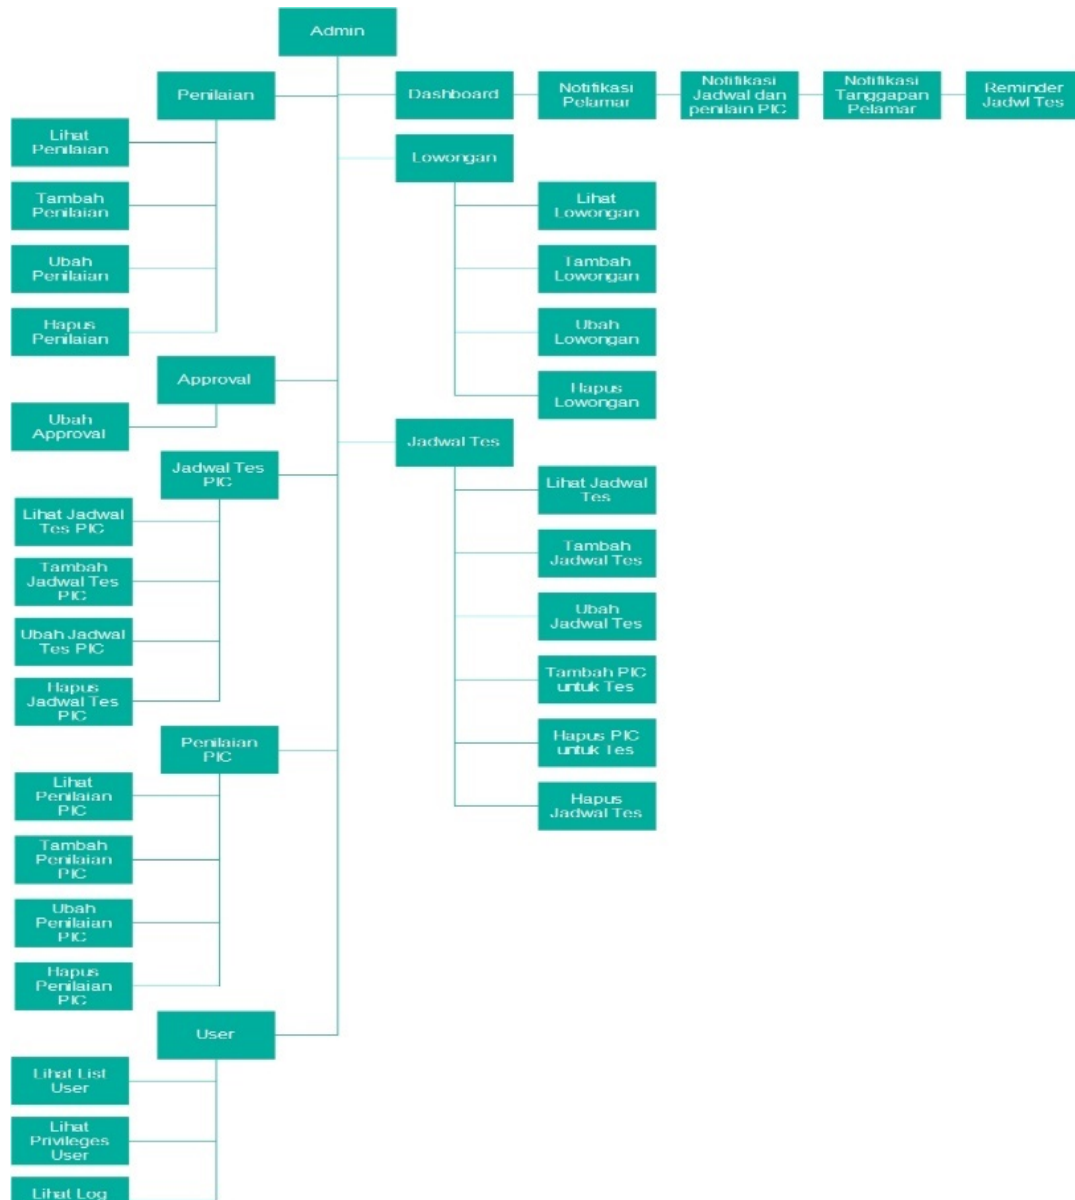 Admin
Penilaian
Lihat
Penilaian
Tambah
Penilaian
Ubah
Penilaian
Hapus
Penilaian
Approval
Ubah
Approval
Jadwal Tes
PIC
Lihat Jadwal
Tes PIC
Tambah
Jadwal Tes
PIC
Ubah Jadwal
Tes PIC
Hapus
Jadwal Tes
PIC
Penilaian
PIC
Lihat
Penilaian
PIC
Tambah
Penilaian
PIC
Ubah
Penilaian
PIC
Hapus
Penilaian
PIC
User
Lihat List
User
Lihat
Privileges
User
Lihat Log
Dashboard
Notifikasi
Pelamar
Notifikasi
Jadwal dan
penilain PIC
Notifikasi
Tanggapan
Pelamar
Reminder
Jadwl Tes
Lowongan
Lihat
Lowongan
Tambah
Lowongan
Ubah
Lowongan
Hapus
Lowongan
Jadwal Tes
Lihat Jadwal
Tes
Tambah
Jadwal Tes
Ubah
Jadwal Tes
Tambah PIC
untuk Tes
Hapus PIC
untuk Tes
Hapus
Jadwal Tes